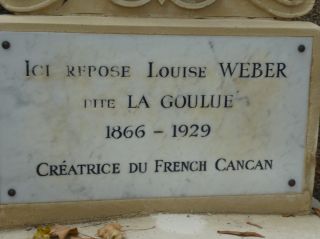 ICI REPOSE LOUISE WEBER
DITE LA GOULUE
1866 - 1929
CRÉATRICE DU FRENCH CANCAN